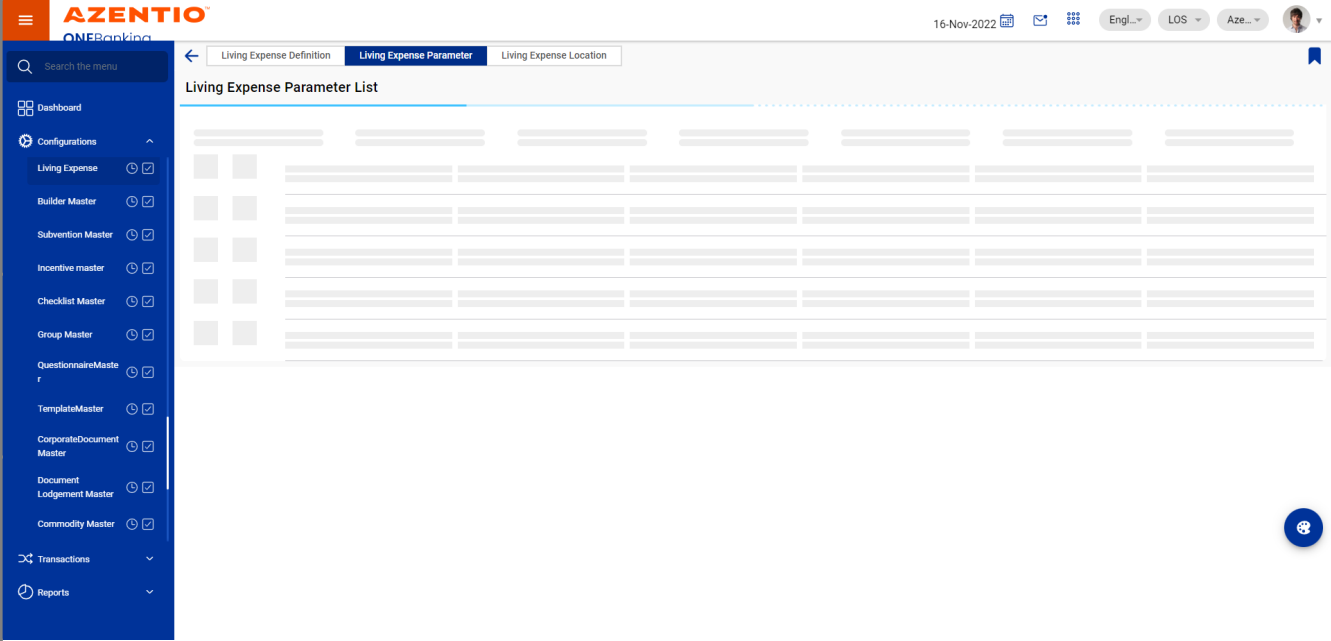 AZENTIO
ONEBanking
16-Nov-2022
Engl...
LOS
Aze...
Search the menu
Living Expense Definition
Living Expense Parameter
Living Expense Location
Living Expense Parameter List
Dashboard
Configurations
Living Expense
Builder Master
Subvention Master
Incentive master
Checklist Master
Group Master
QuestionnaireMaste
r
TemplateMaster
CorporateDocument
Master
Document
Lodgement Master
Commodity Master
Transactions
Reports